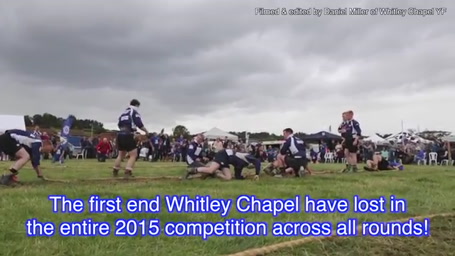 Filmed & edited by Daniel Miller of Whitley Chapel YF
The first end Whitley Chapel have lost in
the entire 2015 competition across all rounds!